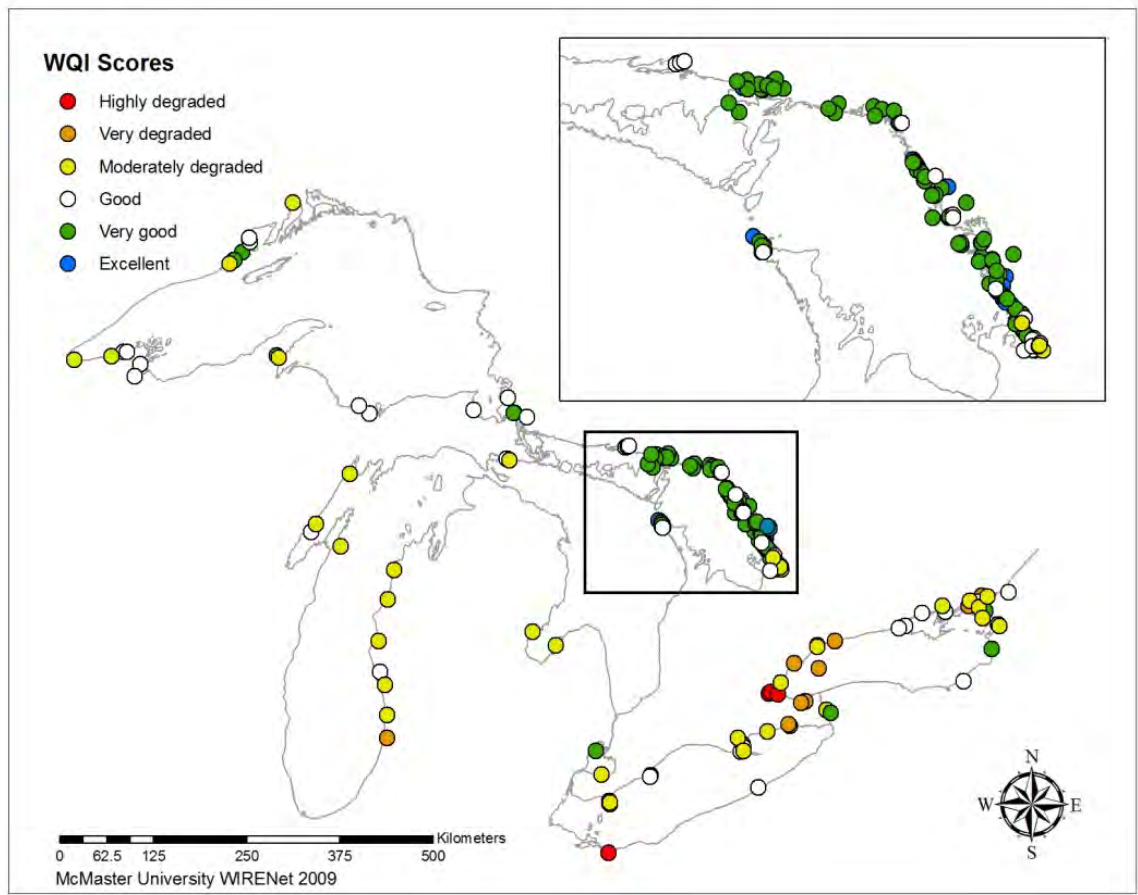 WQI Scores
Highly degraded
Very degraded
Moderately degraded
Good
Very good
Excellent
N
W E
S
Kilometers
0 62.5 125 250 375 500
McMaster University WIRENet 2009